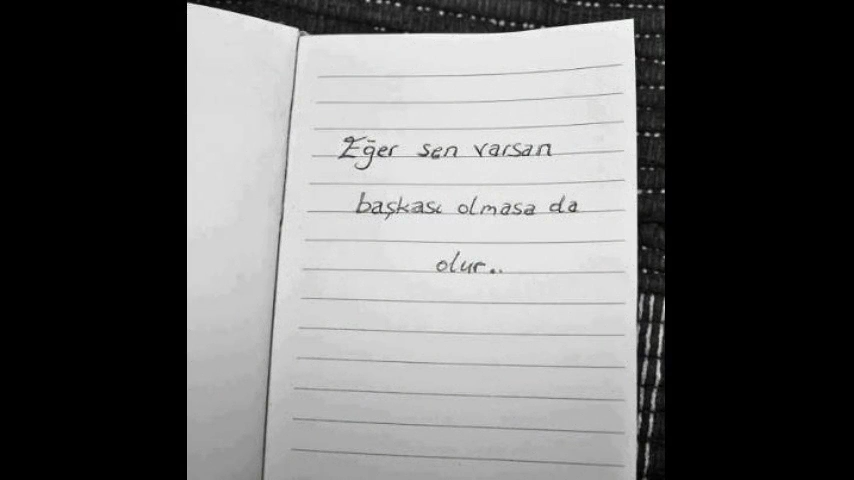 Eğer sen varsan
başkası olmasa da
olur..